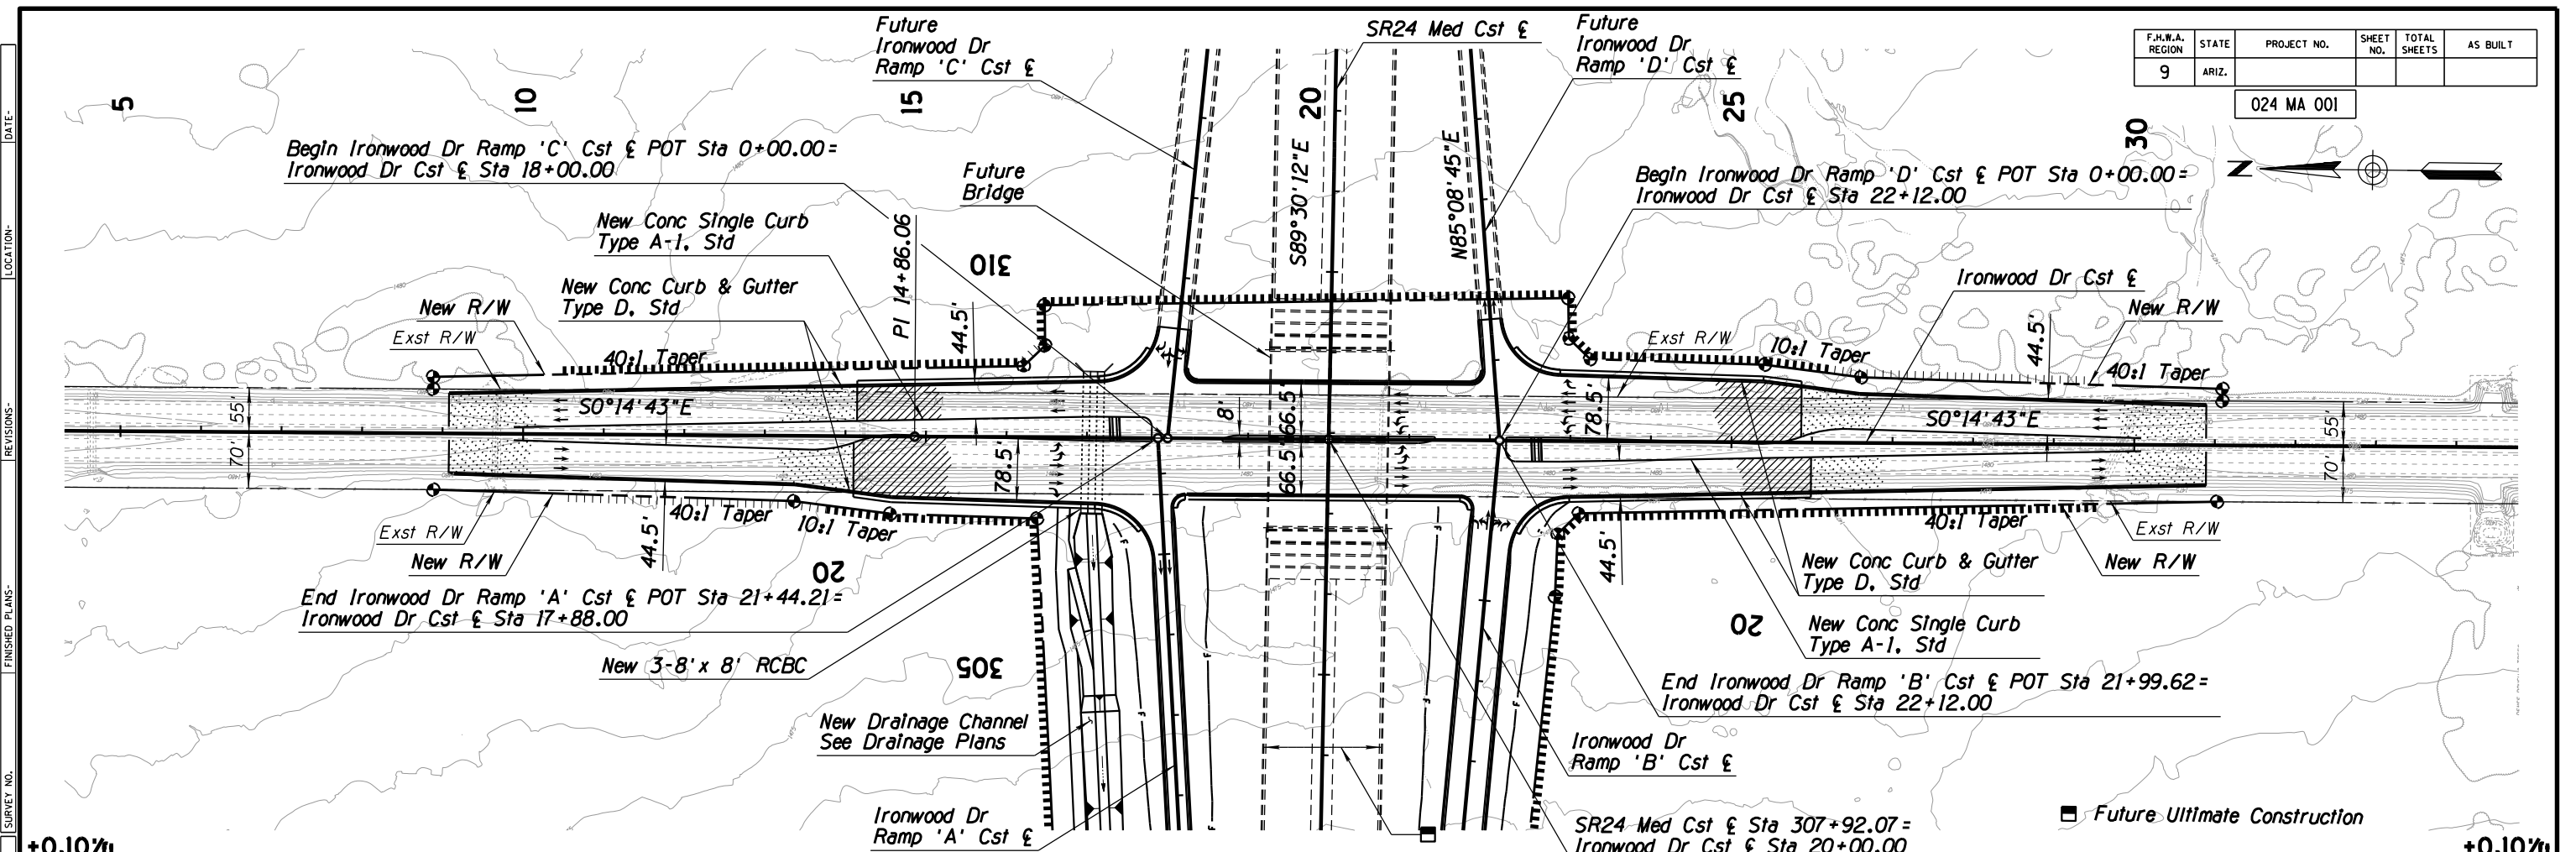 Future
Ironwood Dr
Ramp 'C' Cst ℄
SR24 Med Cst ℄
Future
Ironwood Dr
Ramp 'D' Cst ℄
F.H.W.A. REGION
STATE
PROJECT NO.
SHEET NO.
TOTAL SHEETS
AS BUILT
9
ARIZ.
024 MA 001
5
10
15
20
25
30
N
Begin Ironwood Dr Ramp 'C' Cst ℄ POT Sta 0+00.00=
Ironwood Dr Cst ℄ Sta 18+00.00
Future
Bridge
S89°30'12"E
N85°08'45"E
Begin Ironwood Dr Ramp 'D' Cst ℄ POT Sta 0+00.00=
Ironwood Dr Cst ℄ Sta 22+12.00
New Conc Single Curb
Type A-1, Std
PI 14+86.06
310
New Conc Curb & Gutter
Type D, Std
Ironwood Dr Cst ℄
New R/W
Exst R/W
40:1 Taper
44.5'
Exst R/W
10:1 Taper
44.5'
New R/W
40:1 Taper
55'
S0°14'43"E
8'
66.5'
78.5'
S0°14'43"E
55'
70'
78.5'
66.5'
70'
Exst R/W
New R/W
44.5'
40:1 Taper
10:1 Taper
20
44.5'
40:1 Taper
Exst R/W
New R/W
New Conc Curb & Gutter
Type D, Std
End Ironwood Dr Ramp 'A' Cst ℄ POT Sta 21+44.21=
Ironwood Dr Cst ℄ Sta 17+88.00
20
New Conc Single Curb
Type A-1, Std
New 3-8'x 8' RCBC
305
End Ironwood Dr Ramp 'B' Cst ℄ POT Sta 21+99.62=
Ironwood Dr Cst ℄ Sta 22+12.00
New Drainage Channel
See Drainage Plans
Ironwood Dr
Ramp 'B' Cst ℄
Ironwood Dr
Ramp 'A' Cst ℄
SR24 Med Cst ℄ Sta 307+92.07=
Ironwood Dr Cst ℄ Sta 20+00.00
Future Ultimate Construction
DATE-
LOCATION-
REVISIONS-
FINISHED PLANS-
SURVEY NO.